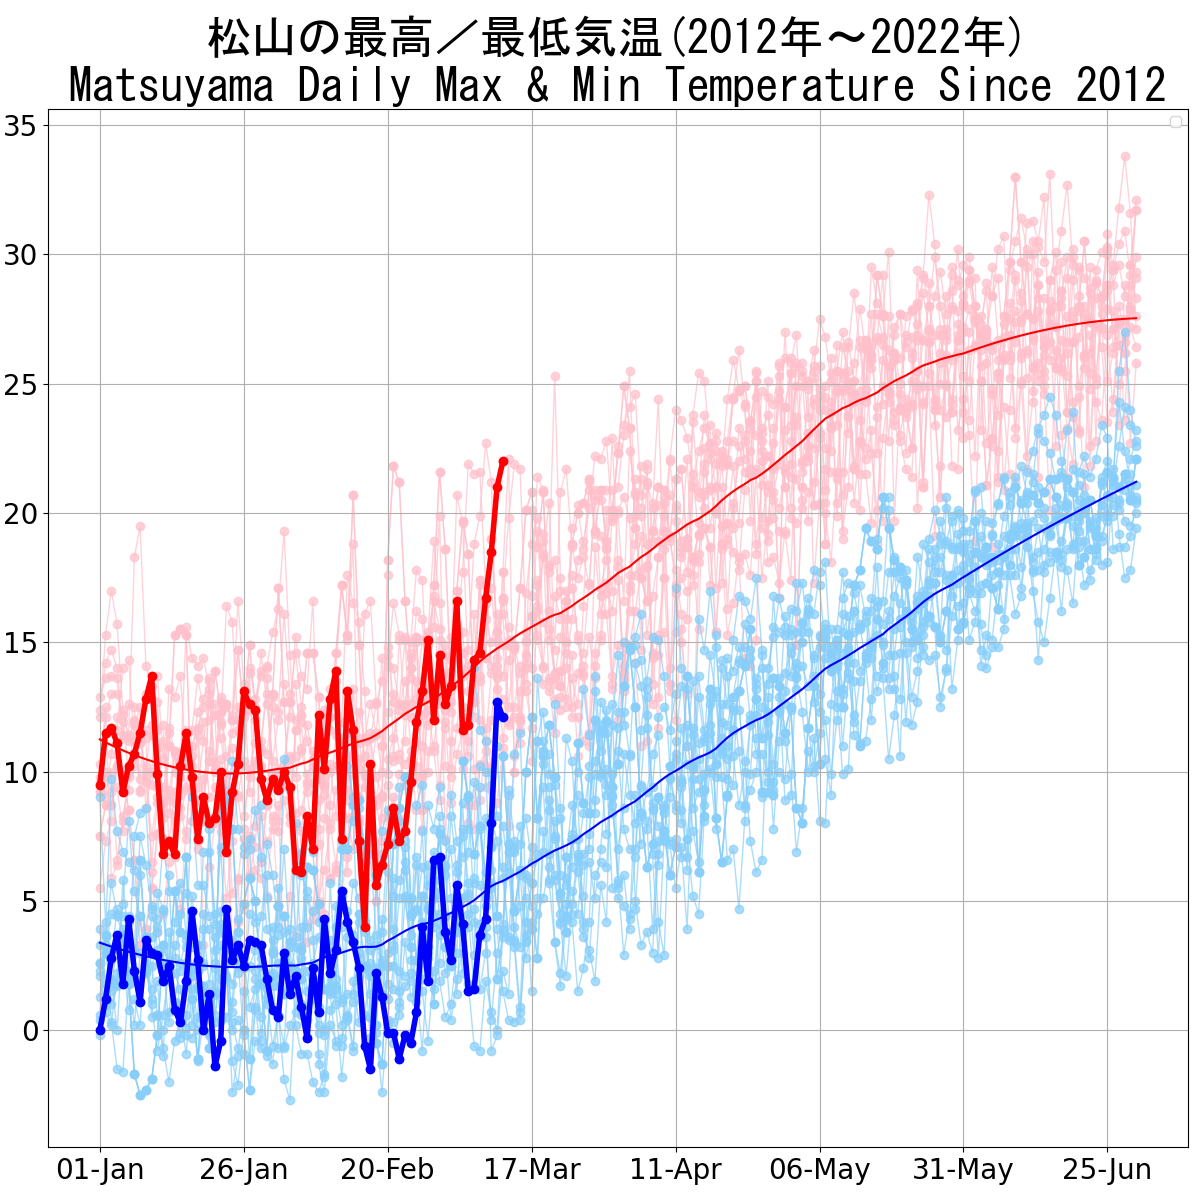 松山の最高／最低気温(2012年～2022年)
Matsuyama Daily Max & Min Temperature Since 2012
35
30
25
20
15
10
5
0
01-Jan 26-Jan 20-Feb 17-Mar 11-Apr 06-May 31-May 25-Jun